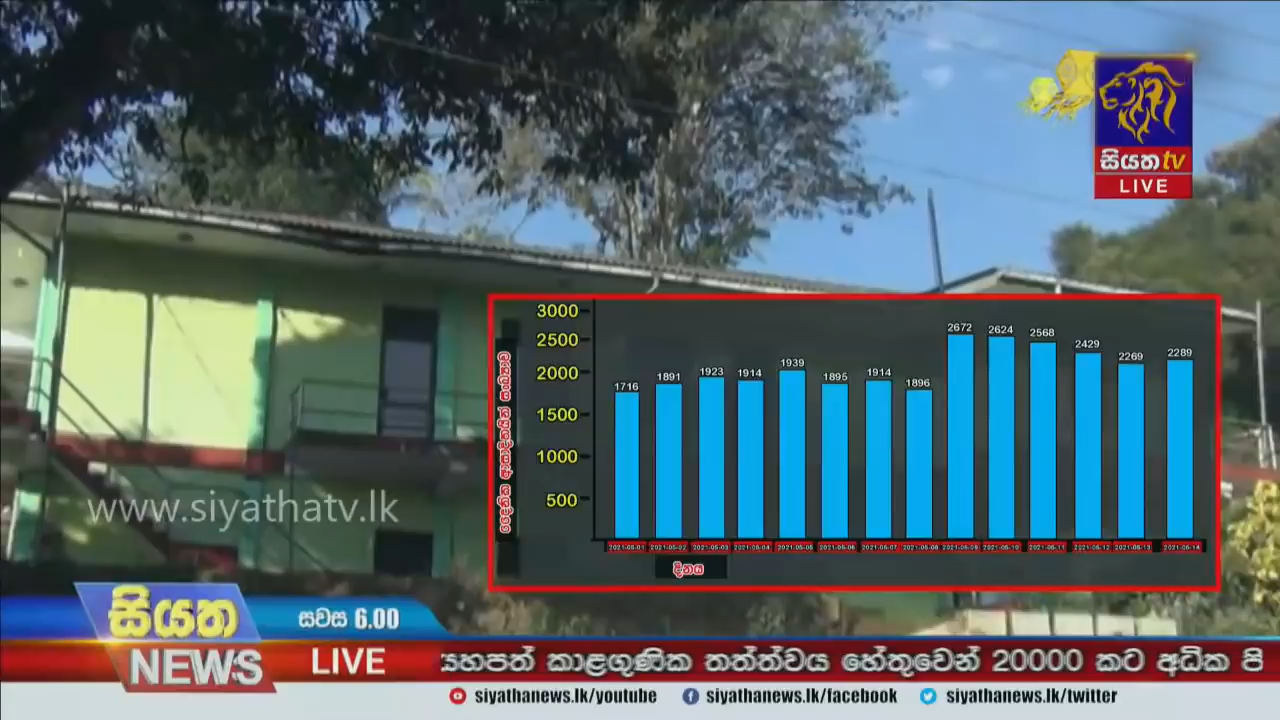 සියත tv
LIVE
3000
2500
2000
1500
1000
500
1716
1891
1923
1914
1939
1895
1914
1896
2672
2624
2568
2429
2269
2289
2021-05-01
2021-05-02
2021-05-03
2021-05-04
2021-05-05
2021-05-06
2021-05-07
2021-05-08
2021-05-09
2021-05-10
2021-05-11
2021-05-12
2021-05-13
2021-05-14
දිනය
www.siyathatv.lk
සියත
NEWS
සවස 6.00
LIVE
යහපත් කාළගුණික තත්ත්වය හේතුවෙන් 20000 කට අධික පි
siyathanews.lk/youtube
siyathanews.lk/facebook
siyathanews.lk/twitter